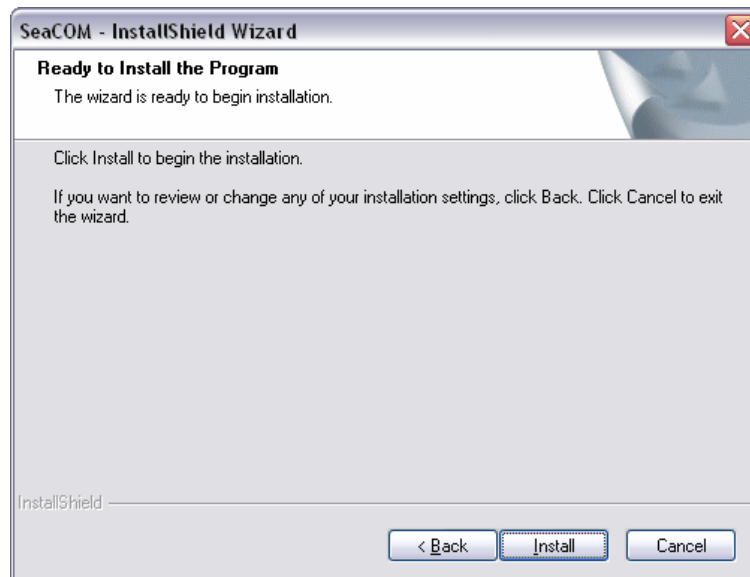 SeaCOM - InstallShield Wizard
Ready to Install the Program
The wizard is ready to begin installation.
Click Install to begin the installation.
If you want to review or change any of your installation settings, click Back. Click Cancel to exit
the wizard.
InstallShield
< Back Install Cancel